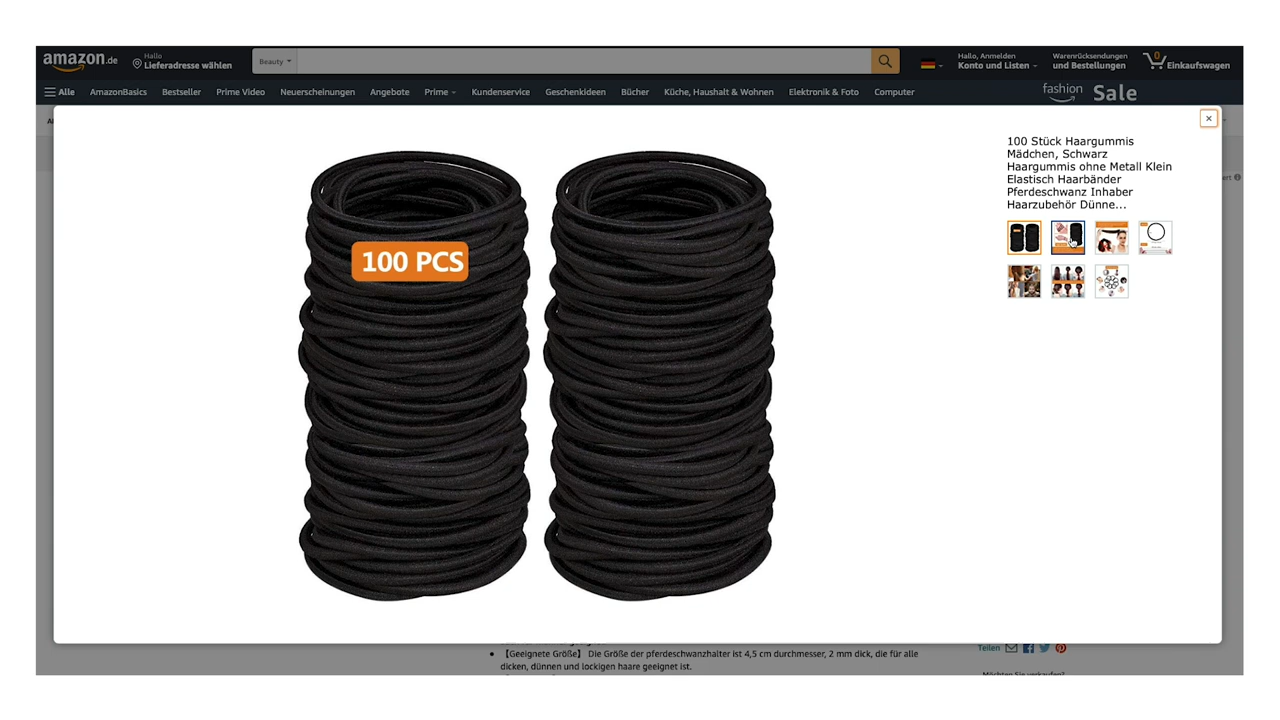 amazon.de
Hallo
Lieferadresse wählen
Beauty
Hallo, Anmelden
Konto und Listen
Warenrücksendungen
und Bestellungen
0
Einkaufswagen
Alle
AmazonBasics
Bestseller
Prime Video
Neuerscheinungen
Angebote
Prime
Kundenservice
Geschenkideen
Bücher
Küche, Haushalt & Wohnen
Elektronik & Foto
Computer
fashion Sale
100 Stück Haargummis
Mädchen, Schwarz
Haargummis ohne Metall Klein
Elastisch Haarbänder
Pferdeschwanz Inhaber
Haarzubehör Dünne...
100 PCS
【Geeignete Größe】 Die Größe der pferdeschwanzhalter ist 4,5 cm durchmesser, 2 mm dick, die für alle
dicken, dünnen und lockigen haare geeignet ist.
Teilen
Möchten Sie verkaufen?